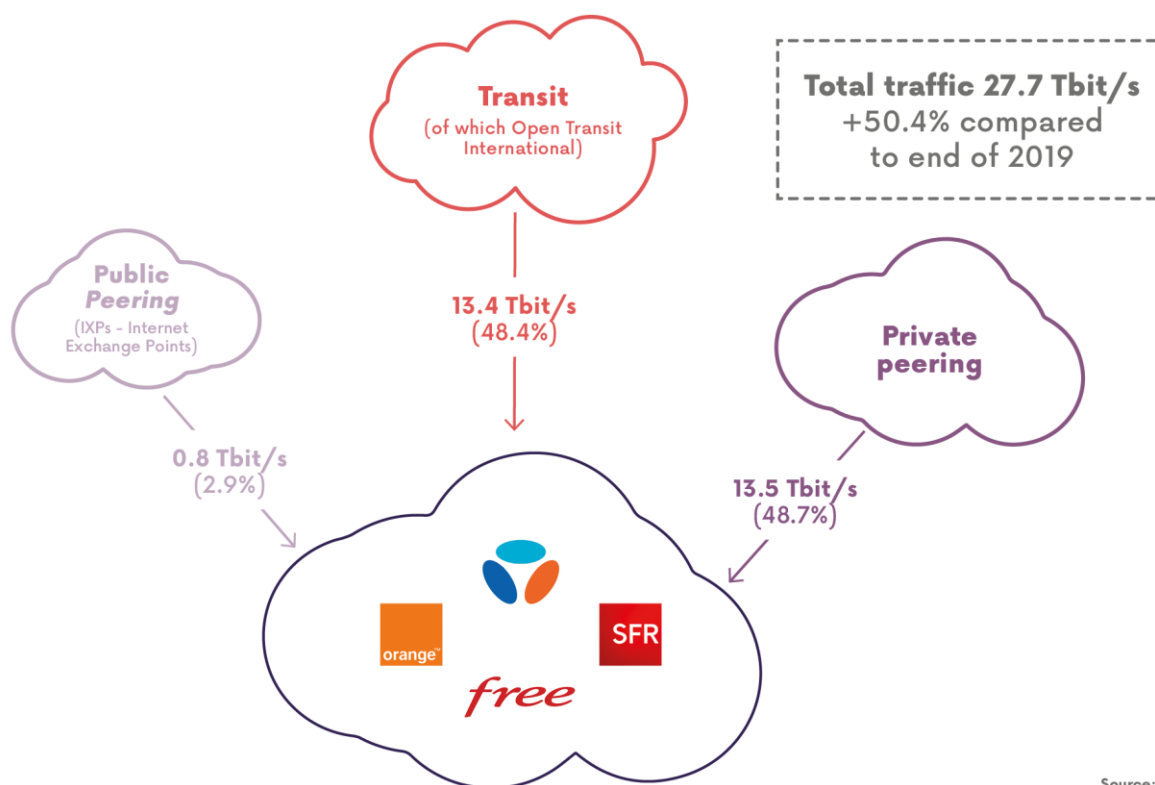 Transit
(of which Open Transit
International)
Total traffic 27.7 Tbit/s
+50.4% compared
to end of 2019
Public
Peering
(IXPs - Internet
Exchange Points)
Private
peering
13.4 Tbit/s
(48.4%)
0.8 Tbit/s
(2.9%)
13.5 Tbit/s
(48.7%)
orange™
SFR
free
Source: